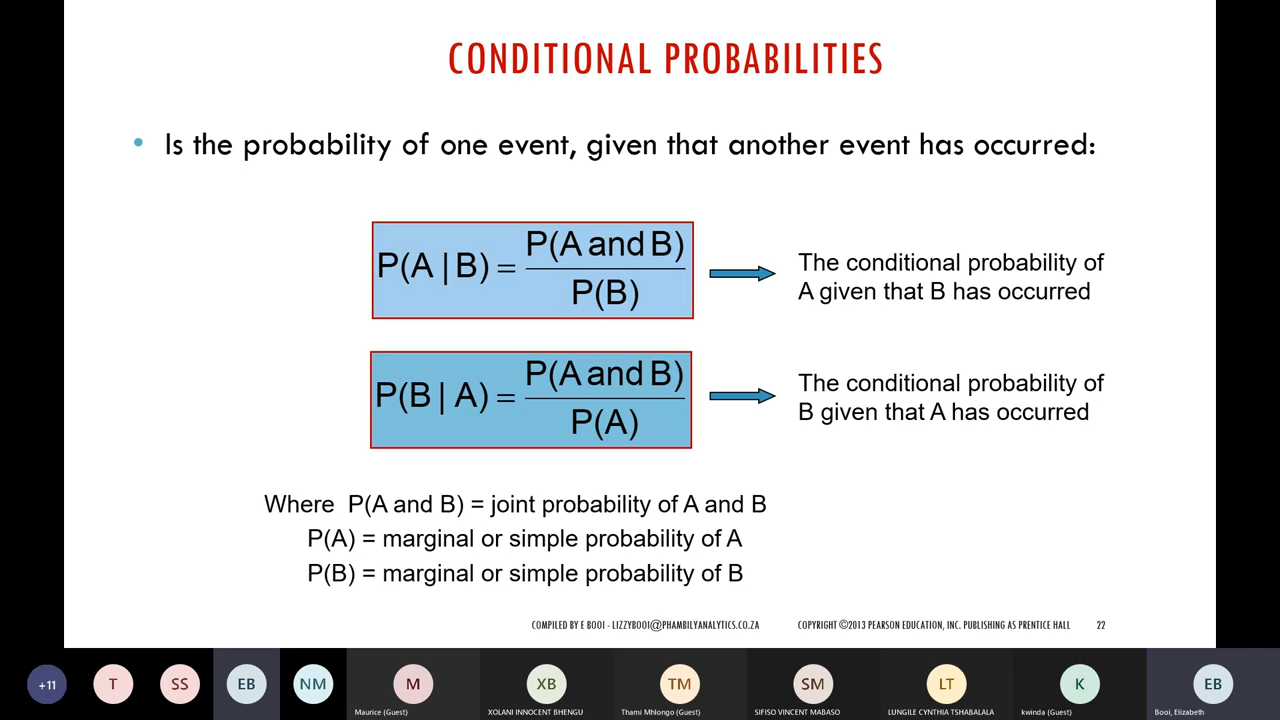 CONDITIONAL PROBABILITIES
• Is the probability of one event, given that another event has occurred:
P(A | B) = P(A and B) / P(B)
The conditional probability of
A given that B has occurred
P(B | A) = P(A and B) / P(A)
The conditional probability of
B given that A has occurred
Where P(A and B) = joint probability of A and B
P(A) = marginal or simple probability of A
P(B) = marginal or simple probability of B
COMPILED BY E BOOI - LIZZYBOOI@PHAMBILYANALYTICS.CO.ZA COPYRIGHT ©2013 PEARSON EDUCATION, INC. PUBLISHING AS PRENTICE HALL 22
+11 T SS EB NM M XB TM SM LT K EB
Maurice (Guest) XOLANI INNOCENT BHENGU Thami Mhlongo (Guest) SIFISO VINCENT MABASO LUNGILE CYNTHIA TSHABALALA kwinda (Guest) Booi, Elizabeth